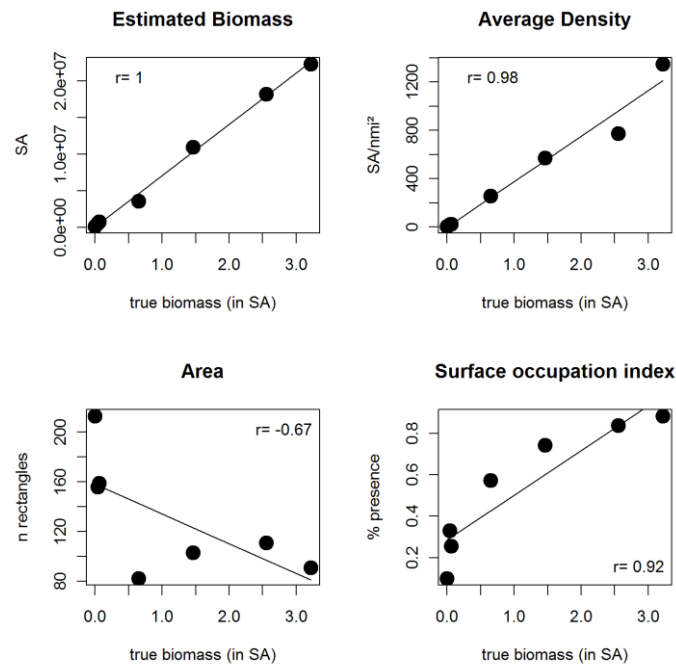 Estimated Biomass
r= 1
SA
0.0e+00
1.0e+07
2.0e+07
0.0
1.0
2.0
3.0
true biomass (in SA)
Average Density
r= 0.98
SA/nmi²
0
400
800
1200
0.0
1.0
2.0
3.0
true biomass (in SA)
Area
r= -0.67
n rectangles
80
120
160
200
0.0
1.0
2.0
3.0
true biomass (in SA)
Surface occupation index
r= 0.92
% presence
0.2
0.4
0.6
0.8
0.0
1.0
2.0
3.0
true biomass (in SA)